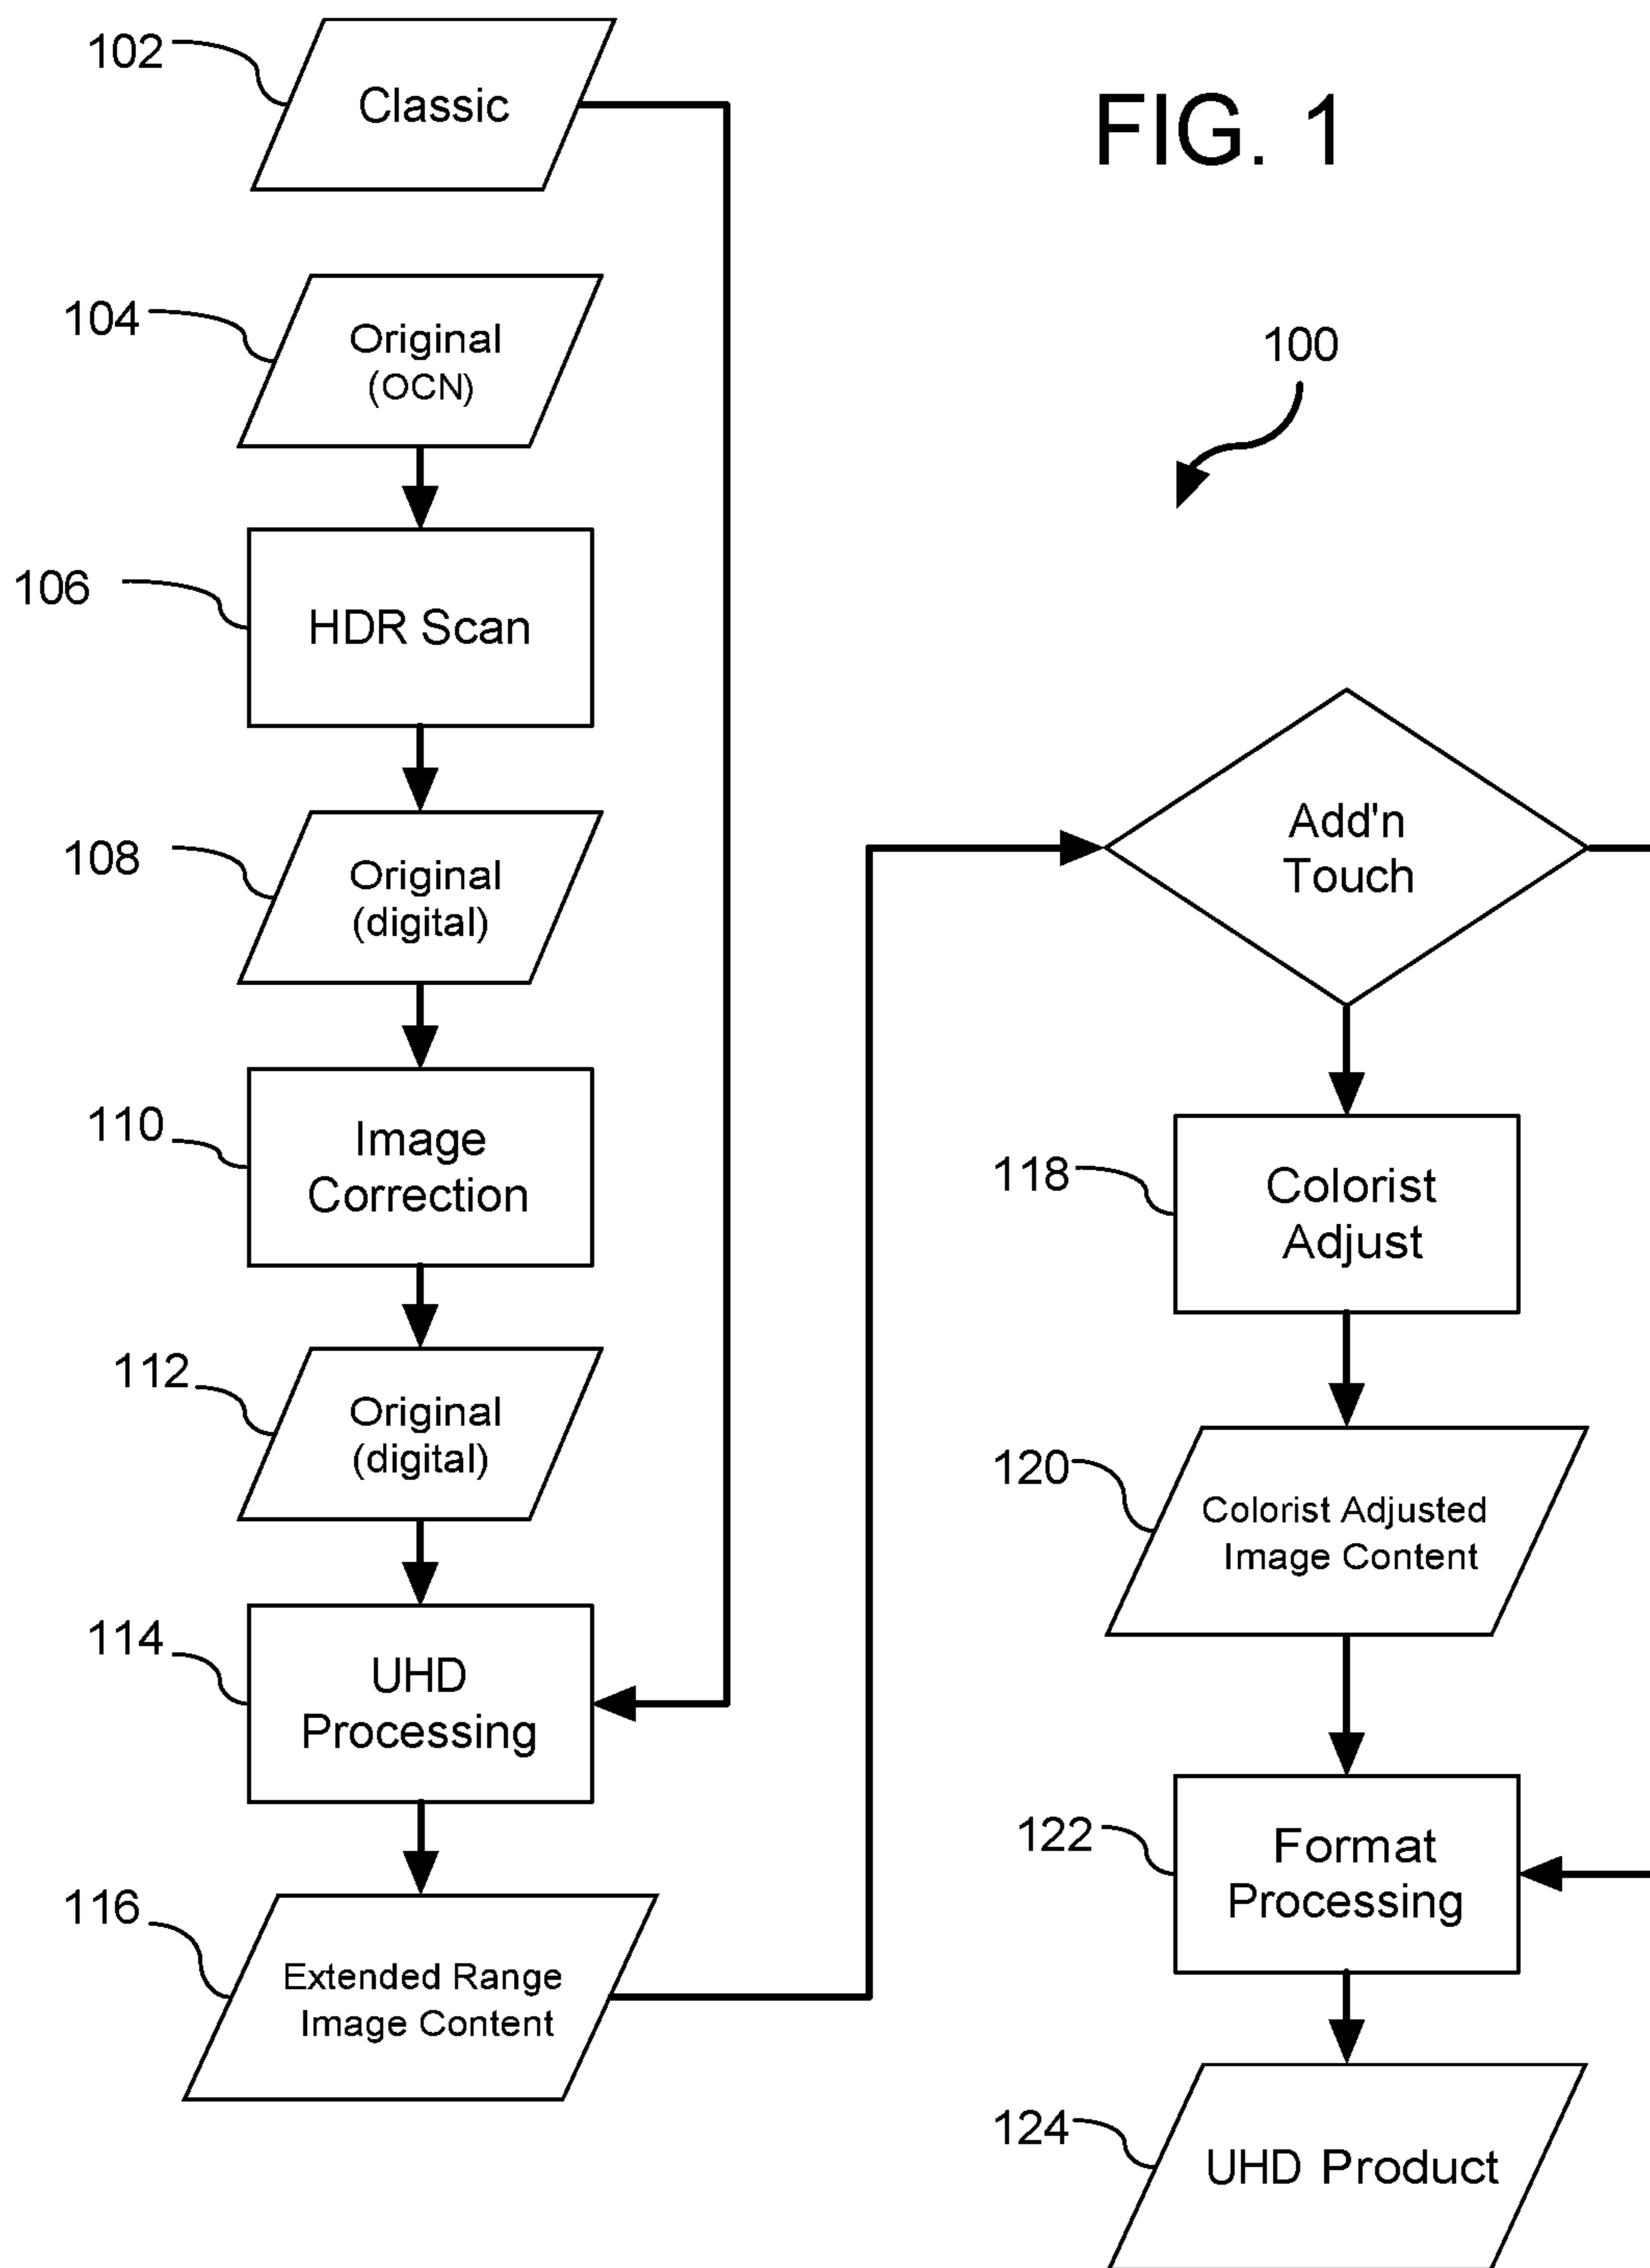 FIG. 1
100
102
Classic
104
Original
(OCN)
106
HDR Scan
108
Original
(digital)
110
Image
Correction
112
Original
(digital)
114
UHD
Processing
116
Extended Range
Image Content
Add'n
Touch
118
Colorist
Adjust
120
Colorist Adjusted
Image Content
122
Format
Processing
124
UHD Product